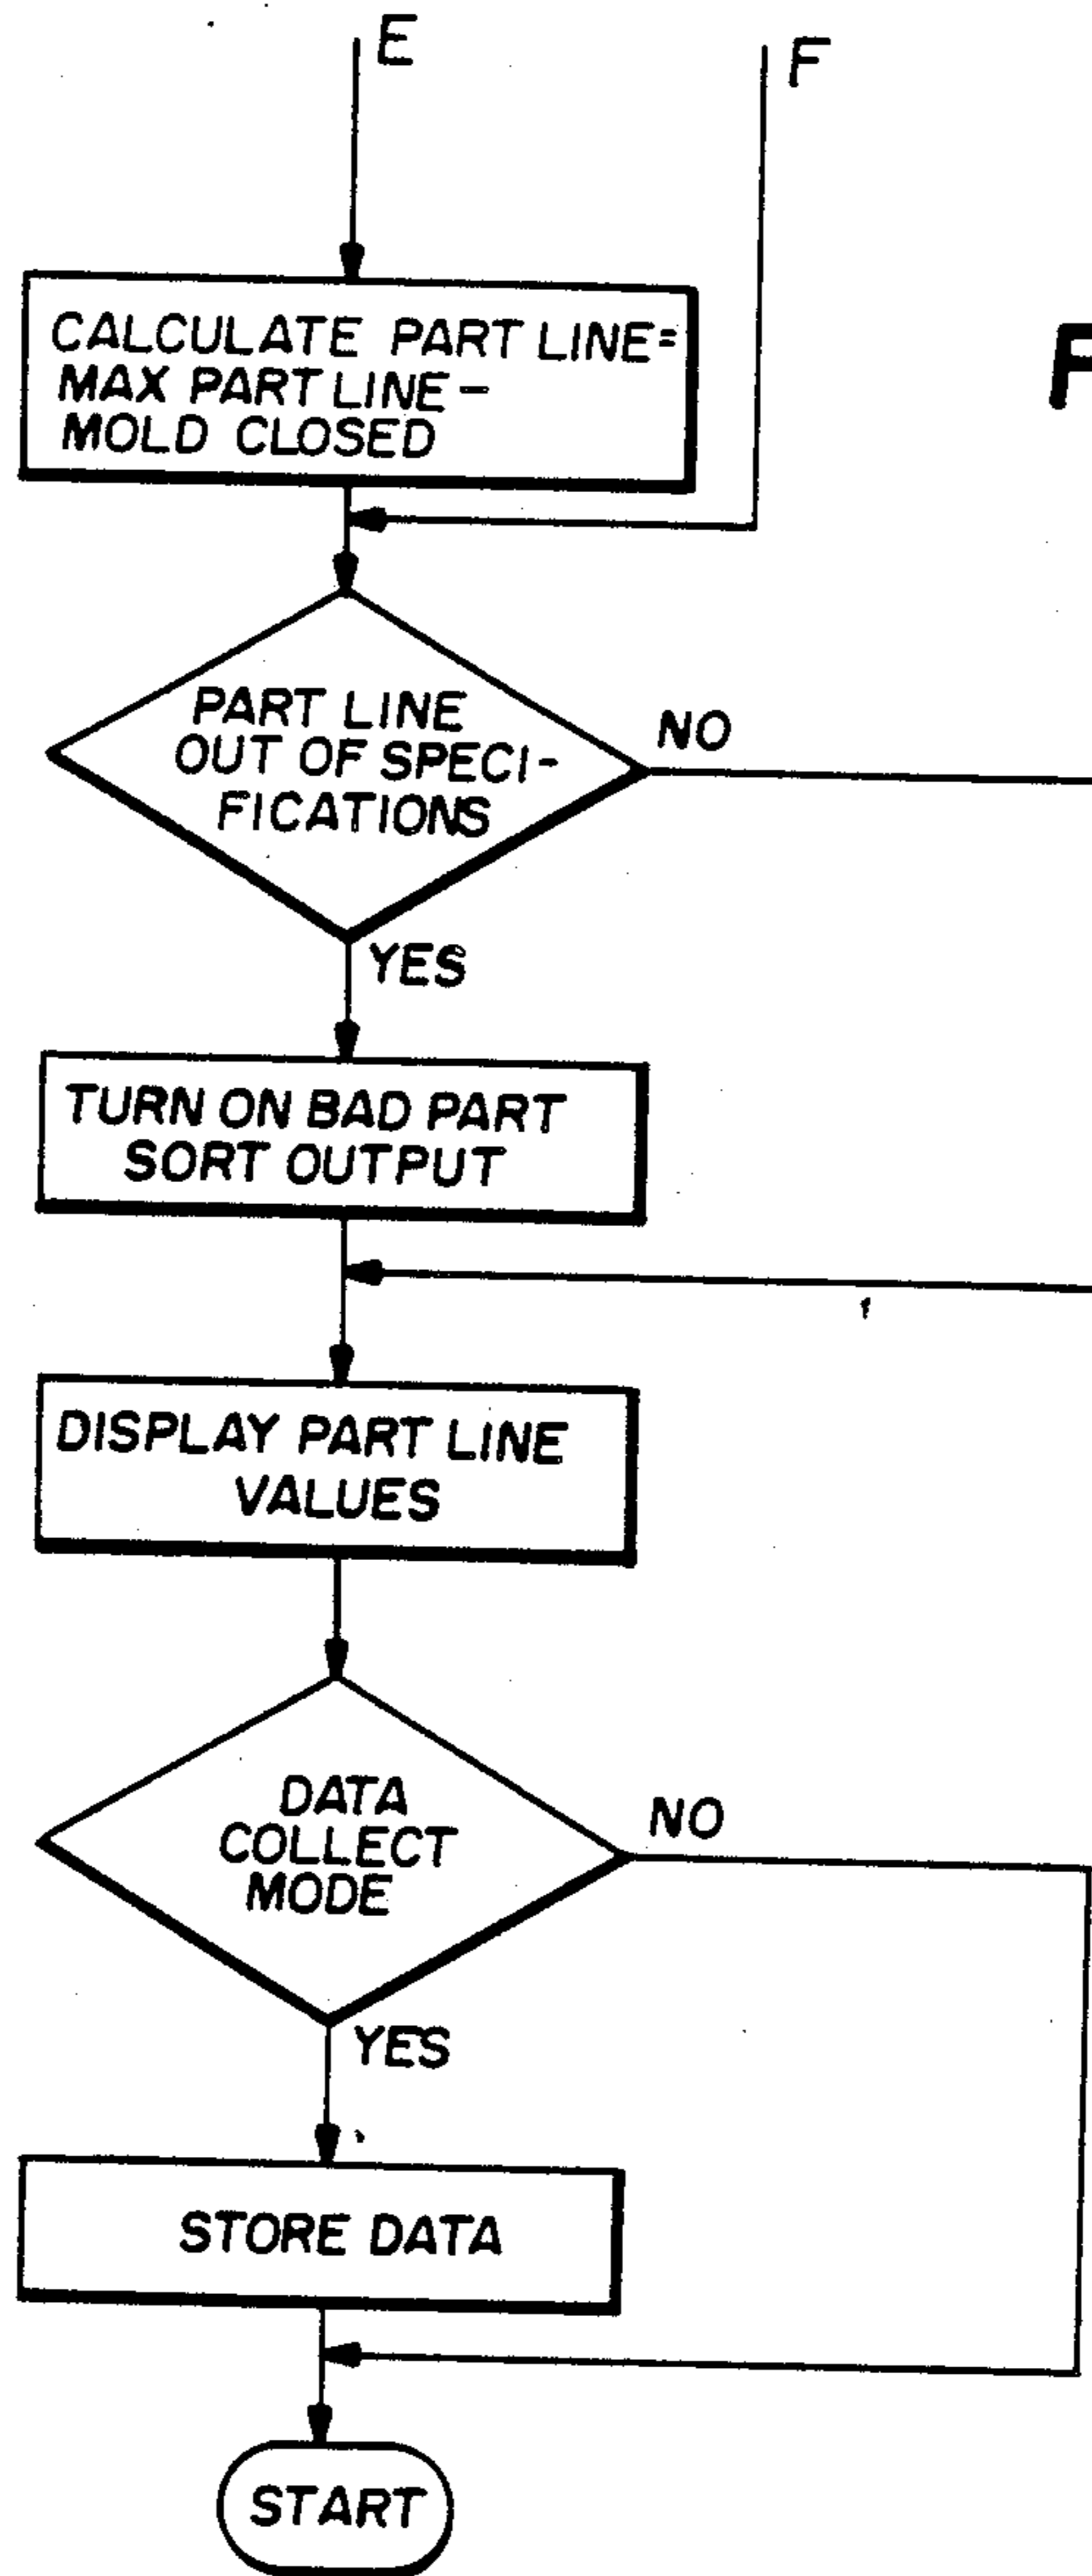 E
F
CALCULATE PART LINE=
MAX PART LINE-
MOLD CLOSED
F
PART LINE
OUT OF SPECI-
FICATIONS
NO
YES
TURN ON BAD PART
SORT OUTPUT
DISPLAY PART LINE
VALUES
DATA
COLLECT
MODE
NO
YES
STORE DATA
START